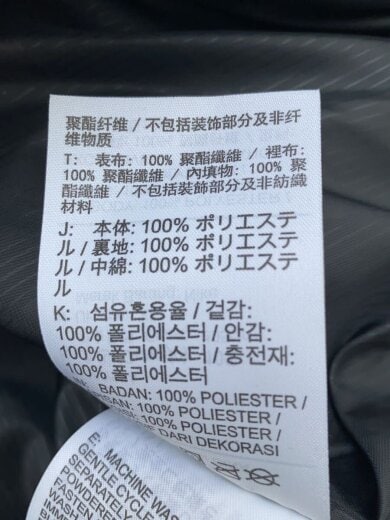 聚酯纤维 / 不包括装饰部分及非纤
维物质
T: 表布: 100% 聚酯纖維 / 裡布:
100% 聚酯纖維 / 內填物: 100% 聚
酯纖維 / 不包括裝飾部分及非紡織
材料
J: 本体: 100% ポリエステ
ル / 裏地: 100% ポリエステ
ル / 中綿: 100% ポリエステ
ル
K: 섬유혼용율 / 겉감:
100% 폴리에스터 / 안감:
100% 폴리에스터 / 충전재:
100% 폴리에스터
BADAN: 100% POLIESTER /
100% POLIESTER /
100% POLIESTER /
DARI DEKORASI
E: MACHINE WAS
GENTLE CYCLE
SEPARATELY
POWDERED
FASTEN